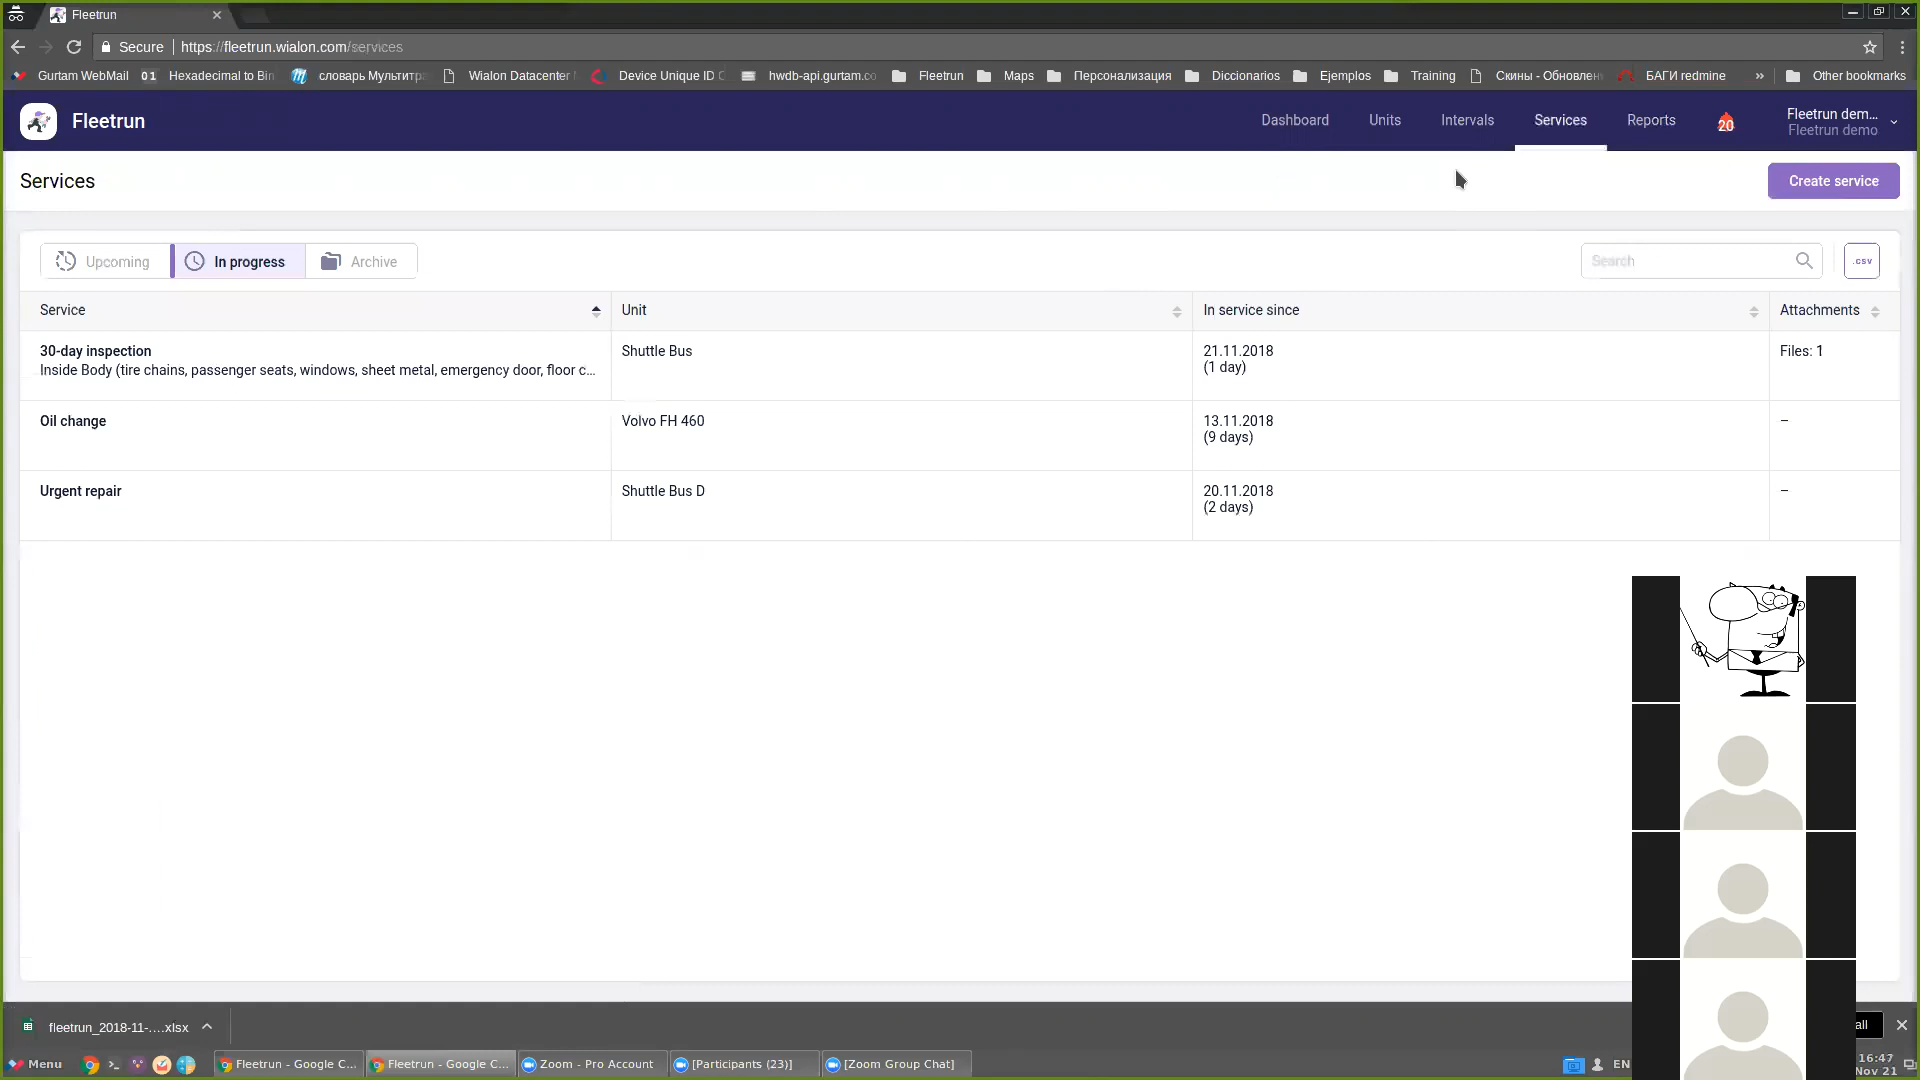 Fleetrun
Secure
https://fleetrun.wialon.com/services
Gurtam WebMail
01
Hexadecimal to Bin
словарь Мультитра
Wialon Datacenter
Device Unique ID C
hwdb-api.gurtam.co
Fleetrun
Maps
Персонализация
Diccionarios
Ejemplos
Training
Скины - Обновлен
БАГИ redmine
»
Other bookmarks
Fleetrun
Dashboard
Units
Intervals
Services
Reports
20
Fleetrun dem...
Fleetrun demo
Services
Create service
Upcoming
In progress
Archive
Search
.csv
Service
Unit
In service since
Attachments
30-day inspection
Inside Body (tire chains, passenger seats, windows, sheet metal, emergency door, floor c...
Shuttle Bus
21.11.2018
(1 day)
Files: 1
Oil change
Volvo FH 460
13.11.2018
(9 days)
–
Urgent repair
Shuttle Bus D
20.11.2018
(2 days)
–
fleetrun_2018-11-....xlsx
all
Menu
Fleetrun - Google C...
Fleetrun - Google C...
Zoom - Pro Account
[Participants (23)]
[Zoom Group Chat]
EN
16:47
Nov 21